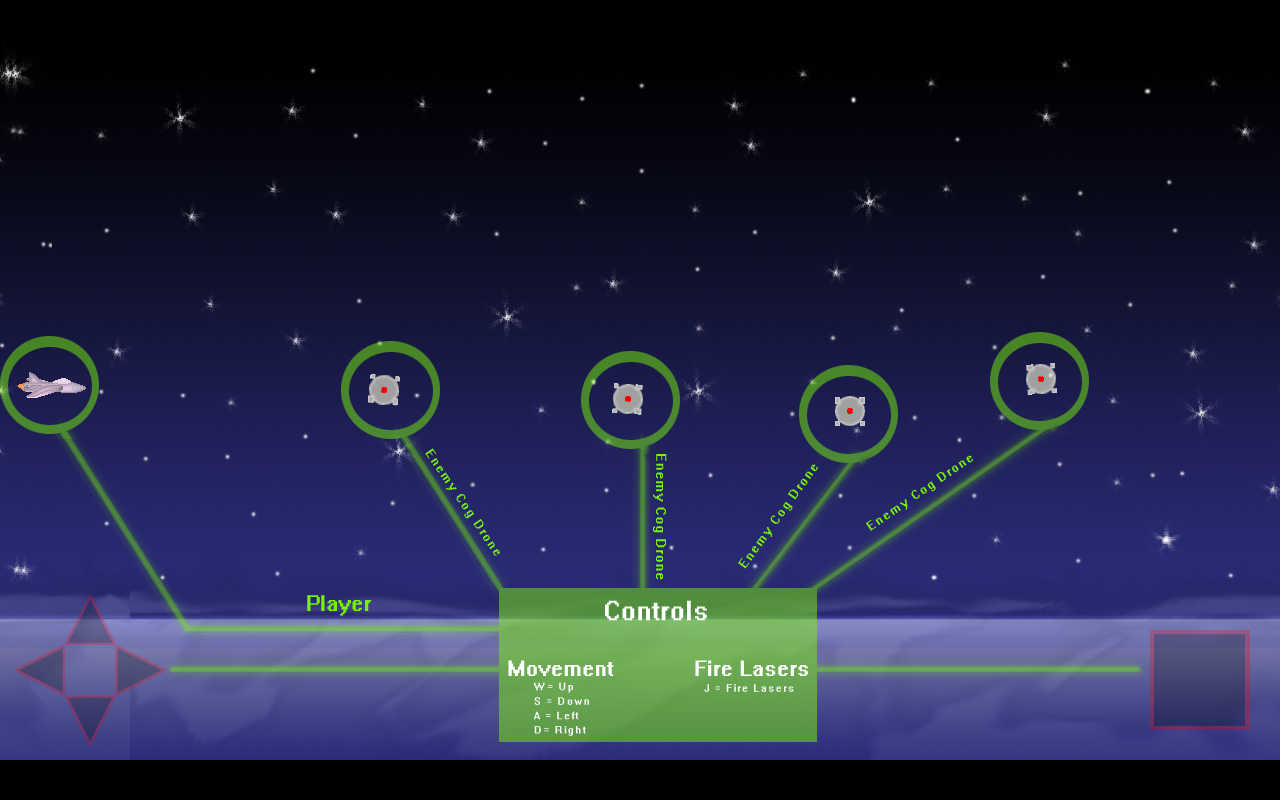 Enemy Cog Drone
Enemy Cog Drone
Enemy Cog Drone
Enemy Cog Drone
Player
Controls
Movement
W = Up
S = Down
A = Left
D= Right
Fire Lasers
J = Fire Lasers